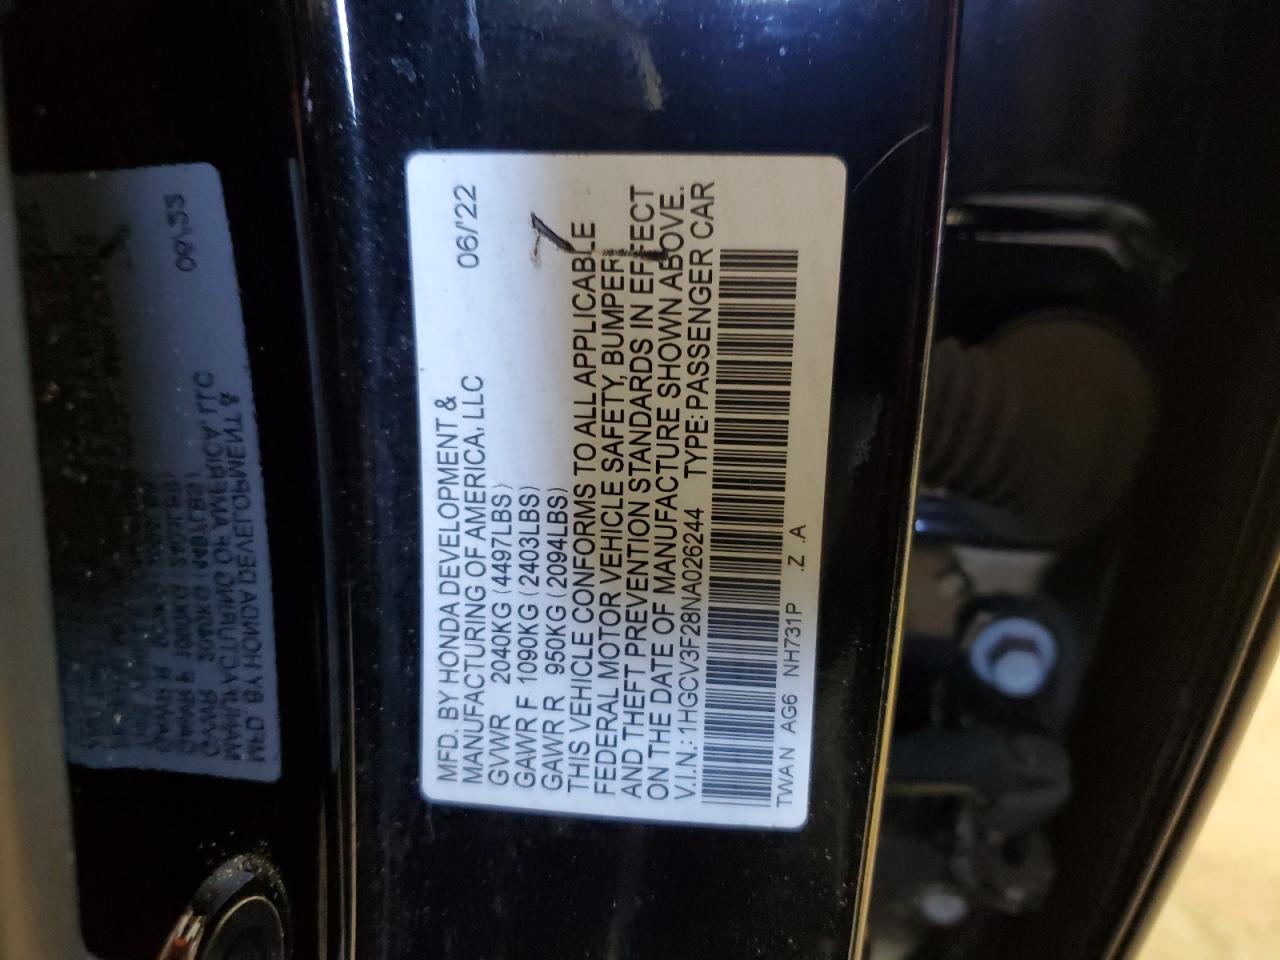 MFD. BY HONDA DEVELOPMENT &
MANUFACTURING OF AMERICA, LLC 06/'22
GVWR 2040KG (4497LBS)
GAWR F 1090KG (2403LBS)
GAWR R 950KG (2094LBS)
THIS VEHICLE CONFORMS TO ALL APPLICABLE
FEDERAL MOTOR VEHICLE SAFETY, BUMPER
AND THEFT PREVENTION STANDARDS IN EFFECT
ON THE DATE OF MANUFACTURE SHOWN ABOVE.
V.I.N.: 1HGCV3F28NA026244 TYPE: PASSENGER CAR
TWAN AG6 NH731P .Z .A